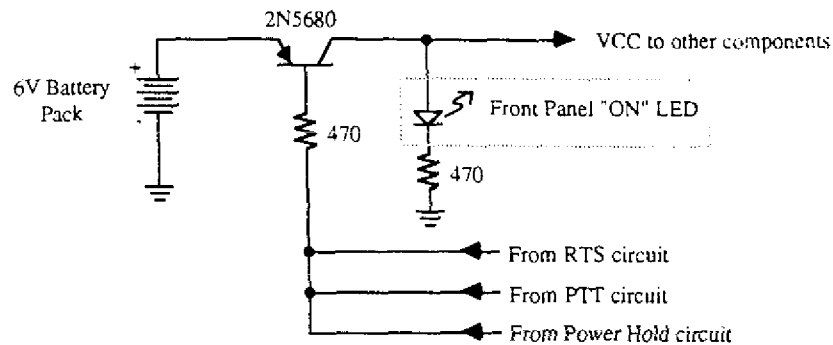 2N5680
VCC to other components
+
6V Battery
Pack
-
Front Panel "ON" LED
470
470
From RTS circuit
From PTT circuit
From Power Hold circuit